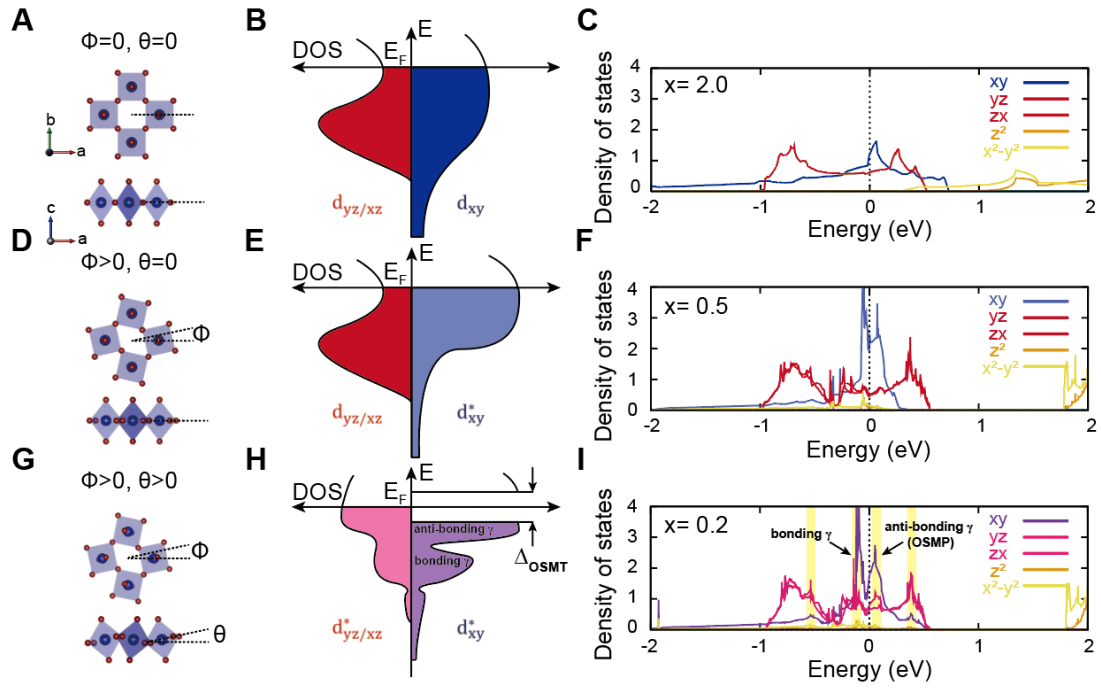 A
Φ=0, θ=0
b
a
c
a
B
E
DOS
E_F
d_yz/xz
d_xy
C
Density of states
4
3
2
1
0
x= 2.0
xy
yz
zx
z²
x²-y²
-2
-1
0
1
2
Energy (eV)
D
Φ>0, θ=0
Φ
E
E
DOS
E_F
d_yz/xz
d*_xy
F
Density of states
4
3
2
1
0
x= 0.5
xy
yz
zx
z²
x²-y²
-2
-1
0
1
2
Energy (eV)
G
Φ>0, θ>0
Φ
θ
H
E
DOS
E_F
anti-bonding γ
bonding γ
Δ_OSMT
d*_yz/xz
d*_xy
I
Density of states
4
3
2
1
0
x= 0.2
bonding γ
anti-bonding γ
(OSMP)
xy
yz
zx
z²
x²-y²
-2
-1
0
1
2
Energy (eV)